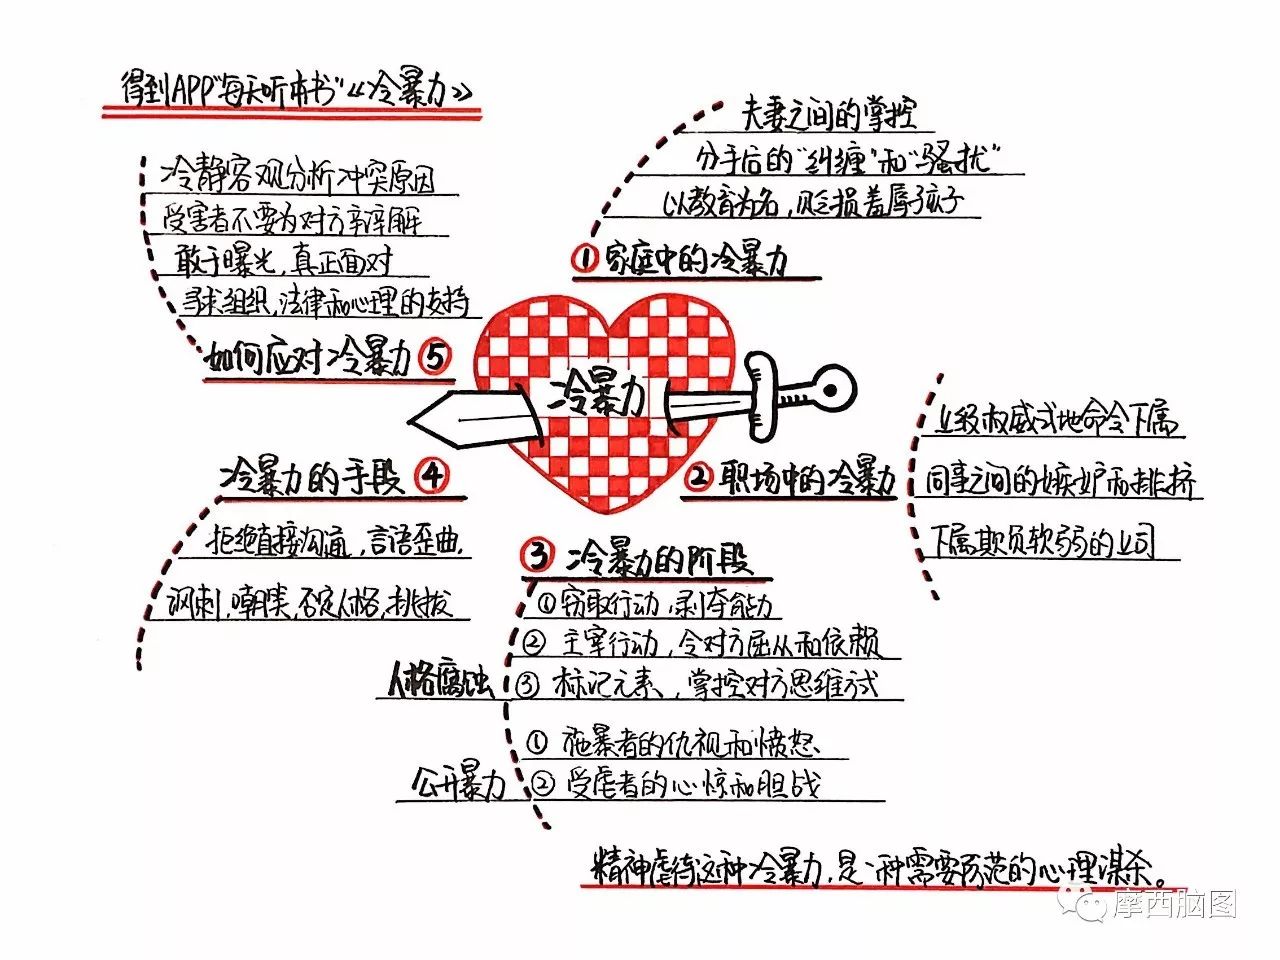 得到APP"每天听本书"《冷暴力》
夫妻之间的掌控
分手后的"纠缠"和"骚扰"
以教育为名,贬损羞辱孩子
① 家庭中的冷暴力
冷暴力
上级权威式地命令下属
② 职场中的冷暴力
同事之间的嫉妒和排挤
下属欺负软弱的上司
③ 冷暴力的阶段
①窃取行动,剥夺能力
② 主宰行动,令对方屈从和依赖
人格腐蚀
③ 标记元素,掌控对方思维方式
① 施暴者的仇视和愤怒
公开暴力
② 受虐者的心惊和胆战
冷暴力的手段 ④
拒绝直接沟通,言语歪曲,
讽刺,嘲笑,否定人格,挑拨
冷静客观分析冲突原因
受害者不要为对方辩解
敢于曝光,真正面对
寻求组织,法律和心理的支持
如何应对冷暴力 ⑤
精神虐待这种冷暴力,是一种需要防范的心理谋杀。
摩西脑图